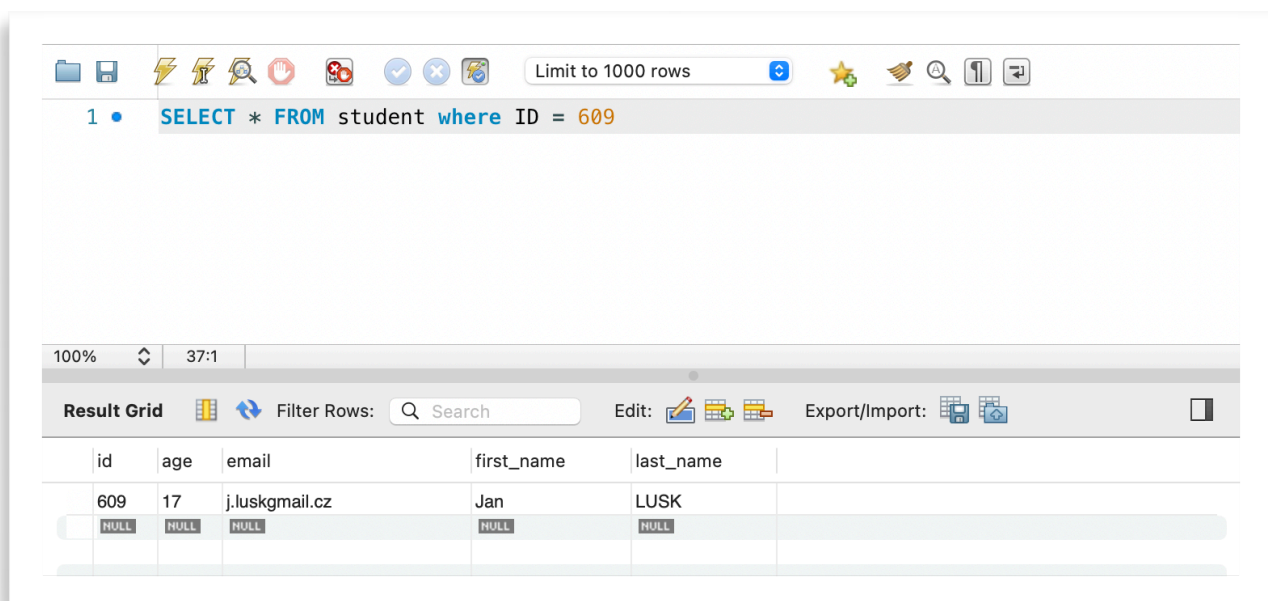 Limit to 1000 rows
1 SELECT * FROM student where ID = 609
100% 37:1
Result Grid Filter Rows: Search Edit: Export/Import:
id age email first_name last_name
609 17 j.luskgmail.cz Jan LUSK
NULL NULL NULL NULL NULL